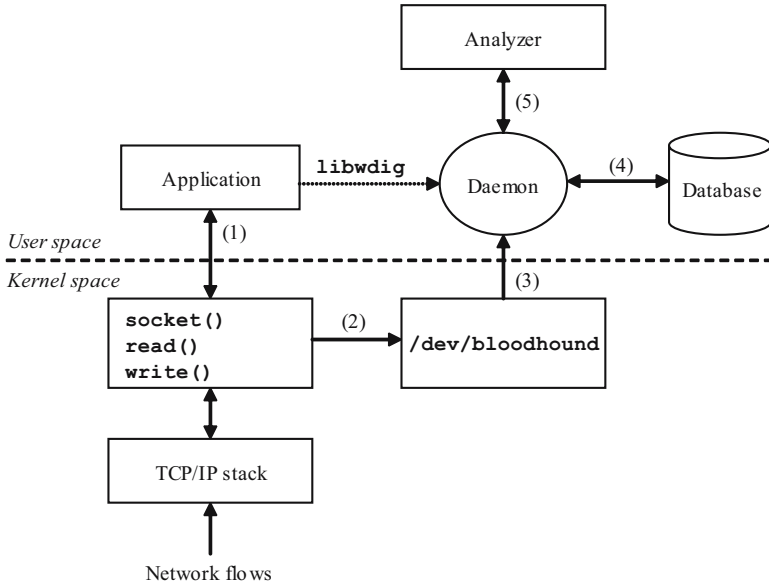 Analyzer
(5)
libwdig
Application
Daemon
(4)
Database
(1)
User space
Kernel space
(3)
socket()
read()
write()
(2)
/dev/bloodhound
TCP/IP stack
Network flows